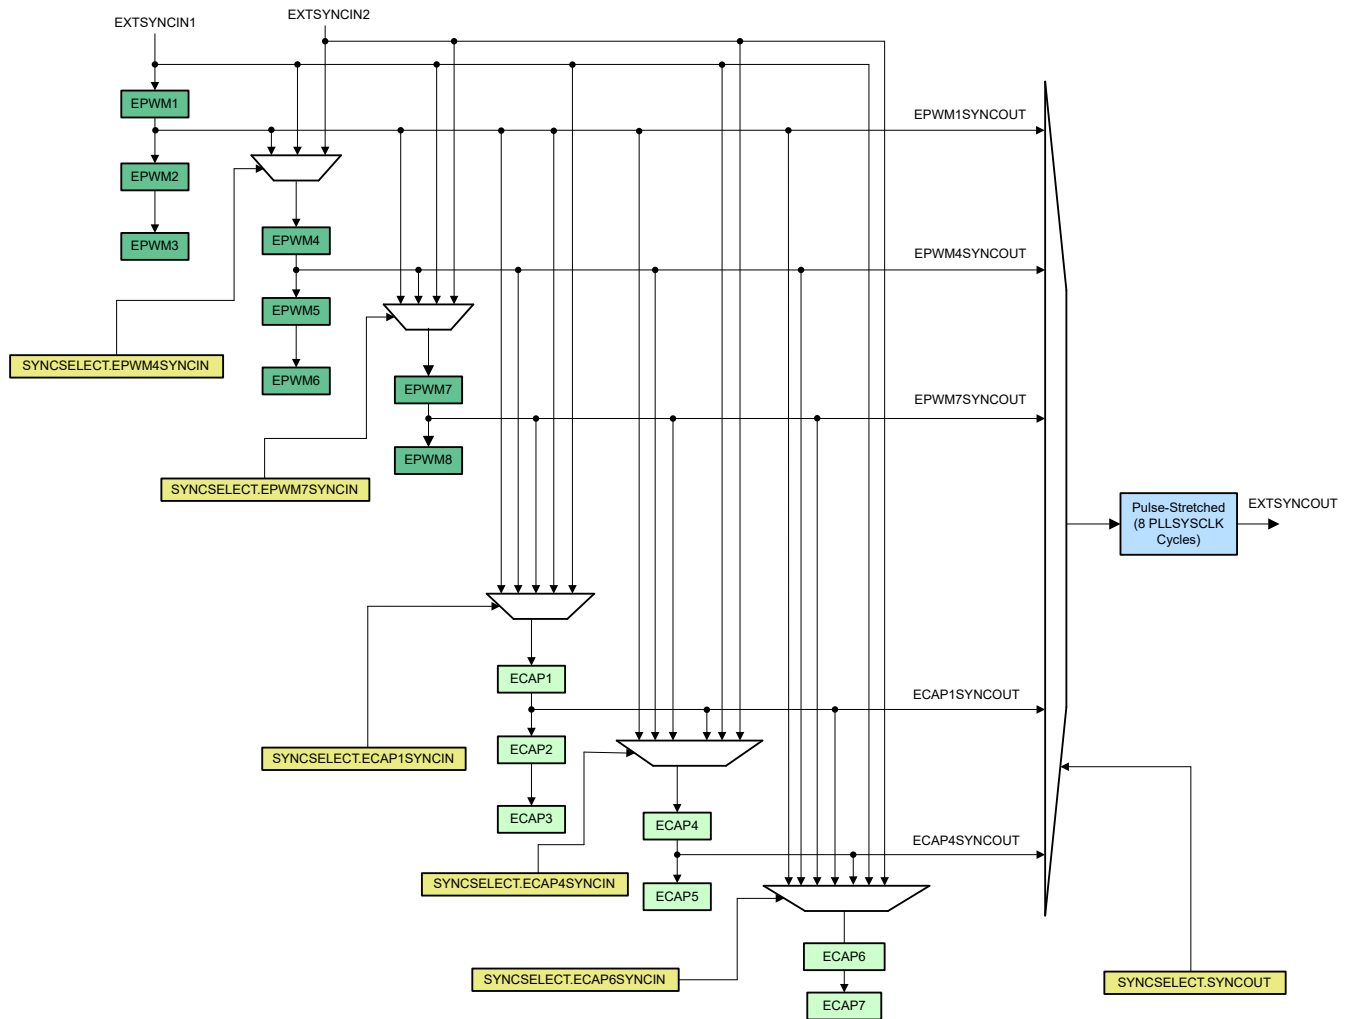 EXTSYNCIN1
EXTSYNCIN2
EPWM1
EPWM1SYNCOUT
EPWM2
EPWM3
EPWM4
EPWM4SYNCOUT
EPWM5
SYNCSELECT.EPWM4SYNCIN
EPWM6
EPWM7
EPWM7SYNCOUT
EPWM8
SYNCSELECT.EPWM7SYNCIN
Pulse-Stretched
(8 PLLSYSCLK
Cycles)
EXTSYNCOUT
ECAP1
ECAP1SYNCOUT
ECAP2
SYNCSELECT.ECAP1SYNCIN
ECAP3
ECAP4
ECAP4SYNCOUT
SYNCSELECT.ECAP4SYNCIN
ECAP5
ECAP6
SYNCSELECT.ECAP6SYNCIN
SYNCSELECT.SYNCOUT
ECAP7